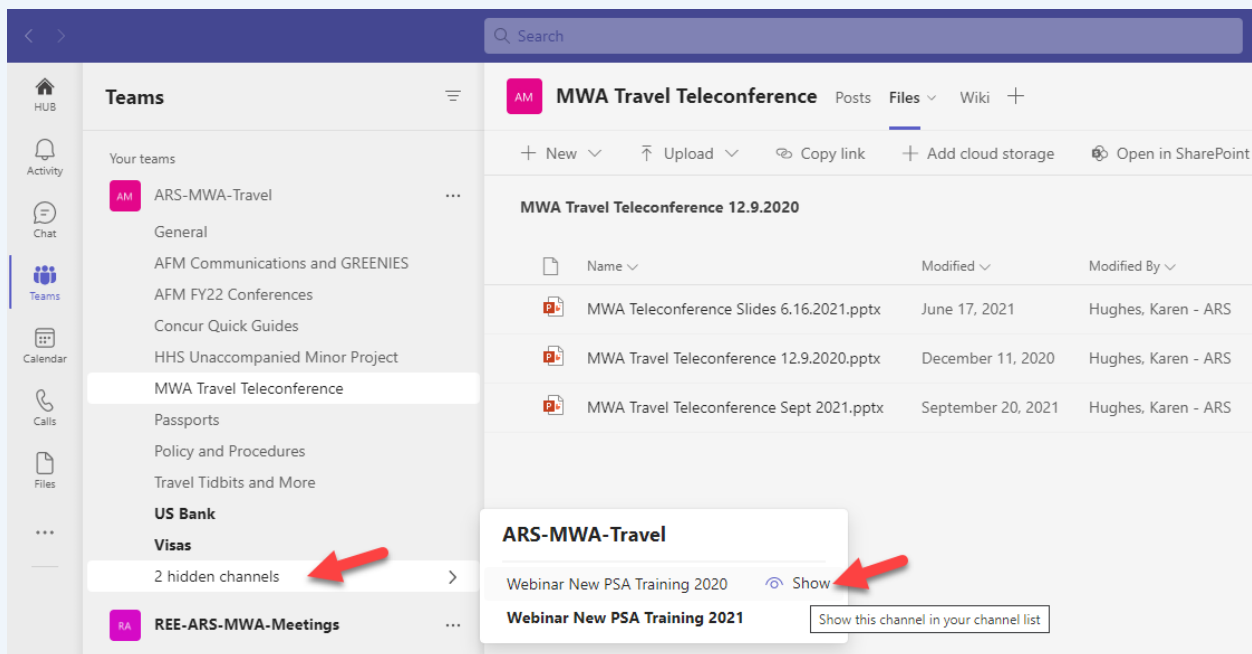 Search
HUB
Activity
Chat
Teams
Calendar
Calls
Files
Teams
Your teams
AM ARS-MWA-Travel
General
AFM Communications and GREENIES
AFM FY22 Conferences
Concur Quick Guides
HHS Unaccompanied Minor Project
MWA Travel Teleconference
Passports
Policy and Procedures
Travel Tidbits and More
US Bank
Visas
2 hidden channels
RA REE-ARS-MWA-Meetings
AM MWA Travel Teleconference Posts Files Wiki
New Upload Copy link Add cloud storage Open in SharePoint
MWA Travel Teleconference 12.9.2020
Name Modified Modified By
MWA Teleconference Slides 6.16.2021.pptx June 17, 2021 Hughes, Karen - ARS
MWA Travel Teleconference 12.9.2020.pptx December 11, 2020 Hughes, Karen - ARS
MWA Travel Teleconference Sept 2021.pptx September 20, 2021 Hughes, Karen - ARS
ARS-MWA-Travel
Webinar New PSA Training 2020 Show
Webinar New PSA Training 2021
Show this channel in your channel list